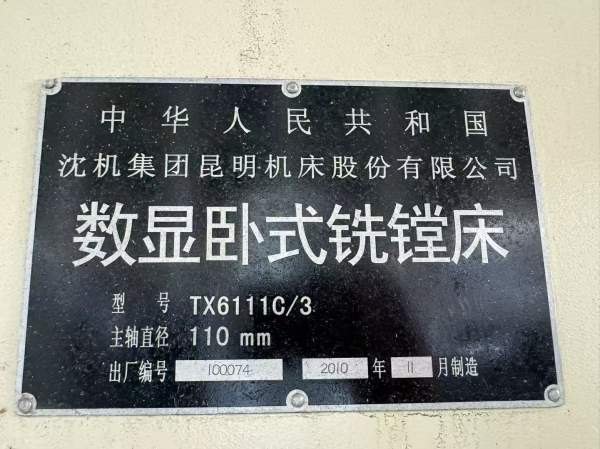 中华人民共和国
沈机集团昆明机床股份有限公司
数显卧式铣镗床
型 号 TX6111C/3
主轴直径 110 mm
出厂编号 100074 2010 年 11 月制造